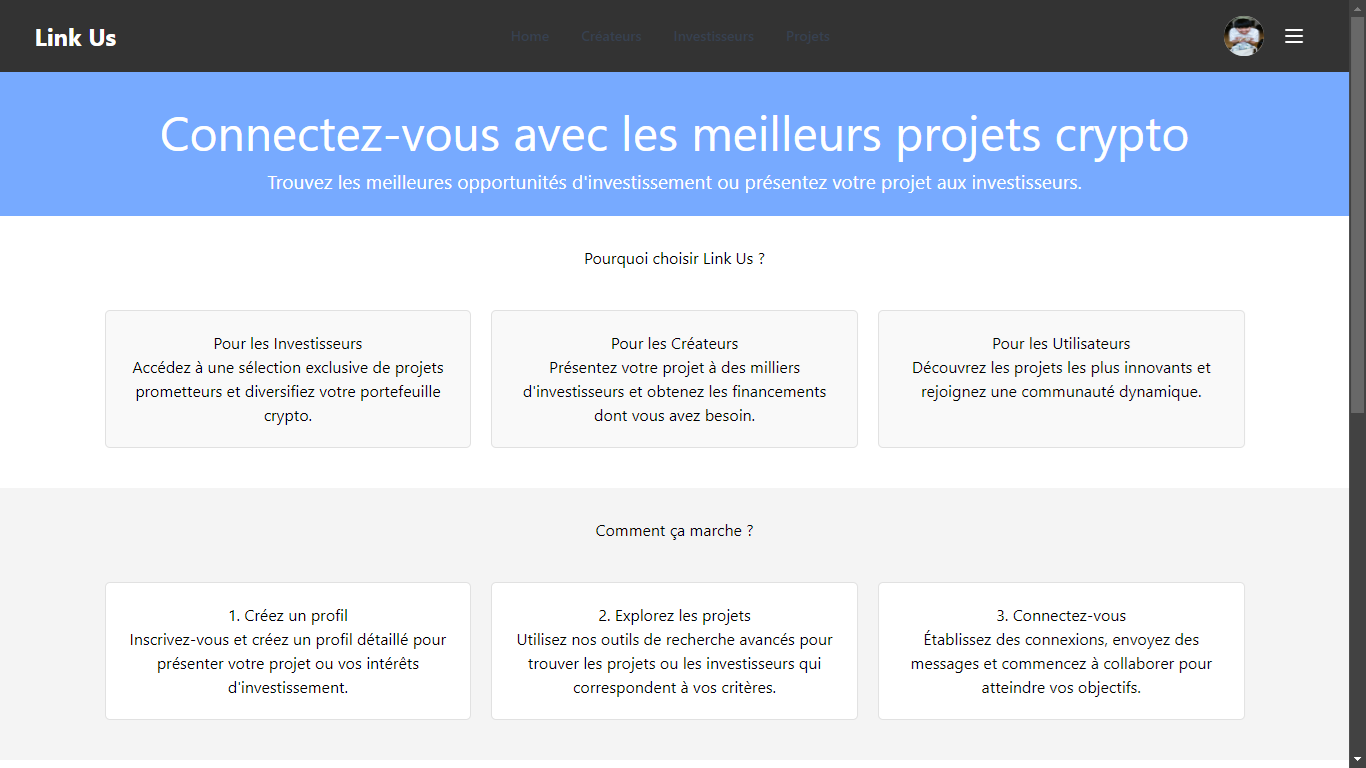 Link Us
Home Créateurs Investisseurs Projets
Connectez-vous avec les meilleurs projets crypto
Trouvez les meilleures opportunités d'investissement ou présentez votre projet aux investisseurs.
Pourquoi choisir Link Us ?
Pour les Investisseurs
Accédez à une sélection exclusive de projets
prometteurs et diversifiez votre portefeuille
crypto.
Pour les Créateurs
Présentez votre projet à des milliers
d'investisseurs et obtenez les financements
dont vous avez besoin.
Pour les Utilisateurs
Découvrez les projets les plus innovants et
rejoignez une communauté dynamique.
Comment ça marche ?
1. Créez un profil
Inscrivez-vous et créez un profil détaillé pour
présenter votre projet ou vos intérêts
d'investissement.
2. Explorez les projets
Utilisez nos outils de recherche avancés pour
trouver les projets ou les investisseurs qui
correspondent à vos critères.
3. Connectez-vous
Établissez des connexions, envoyez des
messages et commencez à collaborer pour
atteindre vos objectifs.